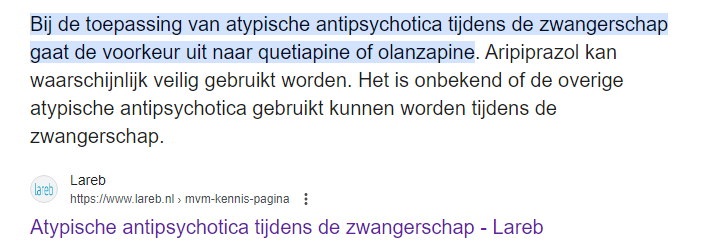 Bij de toepassing van atypische antipsychotica tijdens de zwangerschap
gaat de voorkeur uit naar quetiapine of olanzapine. Aripiprazol kan
waarschijnlijk veilig gebruikt worden. Het is onbekend of de overige
atypische antipsychotica gebruikt kunnen worden tijdens de
zwangerschap.
lareb
Lareb
https://www.lareb.nl › mvm-kennis-pagina
Atypische antipsychotica tijdens de zwangerschap - Lareb